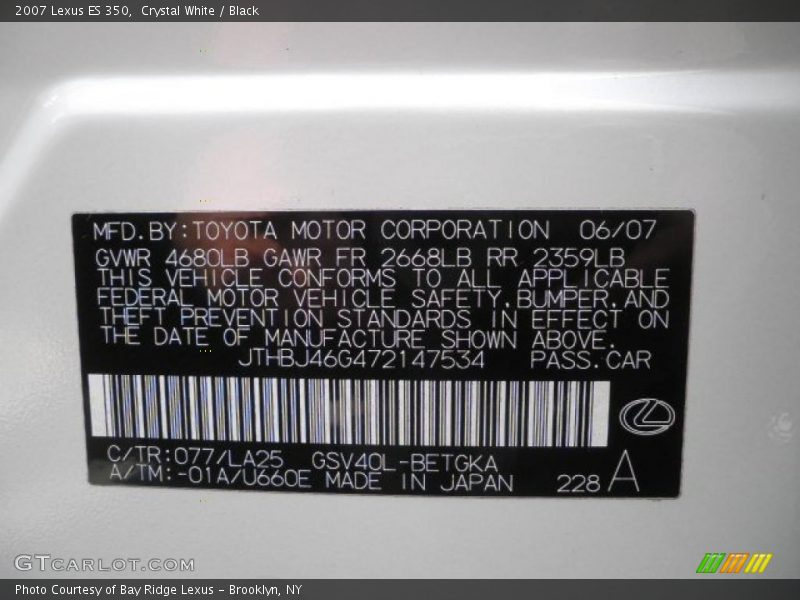 2007 Lexus ES 350,  Crystal White / Black
MFD.BY:TOYOTA MOTOR CORPORATION 06/07
GVWR 4680LB GAWR FR 2668LB RR 2359LB
THIS VEHICLE CONFORMS TO ALL APPLICABLE
FEDERAL MOTOR VEHICLE SAFETY,BUMPER,AND
THEFT PREVENTION STANDARDS IN EFFECT ON
THE DATE OF MANUFACTURE SHOWN ABOVE.
JTHBJ46G472147534 PASS.CAR
C/TR:077/LA25 GSV40L-BETGKA
A/TM:-01A/U660E MADE IN JAPAN 228 A
GTCARLOT.COM
Photo Courtesy of Bay Ridge Lexus - Brooklyn, NY